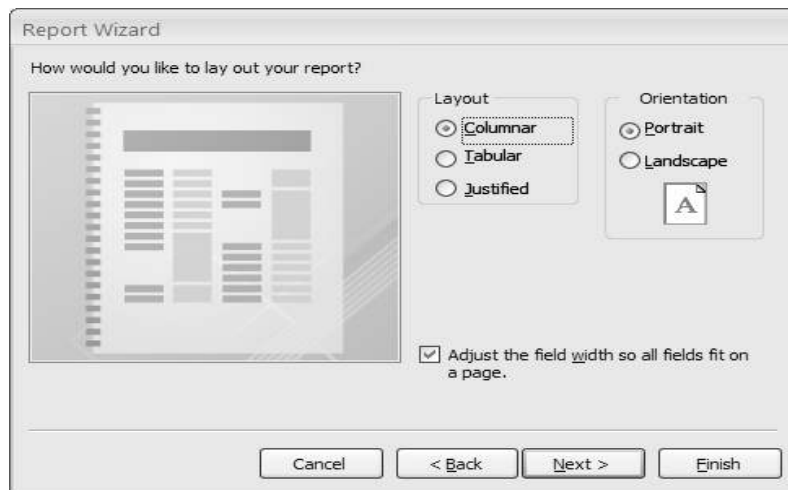 Report Wizard
How would you like to lay out your report?
Layout
Columnar
Tabular
Justified
Orientation
Portrait
Landscape
A
Adjust the field width so all fields fit on
a page.
Cancel
< Back
Next >
Finish